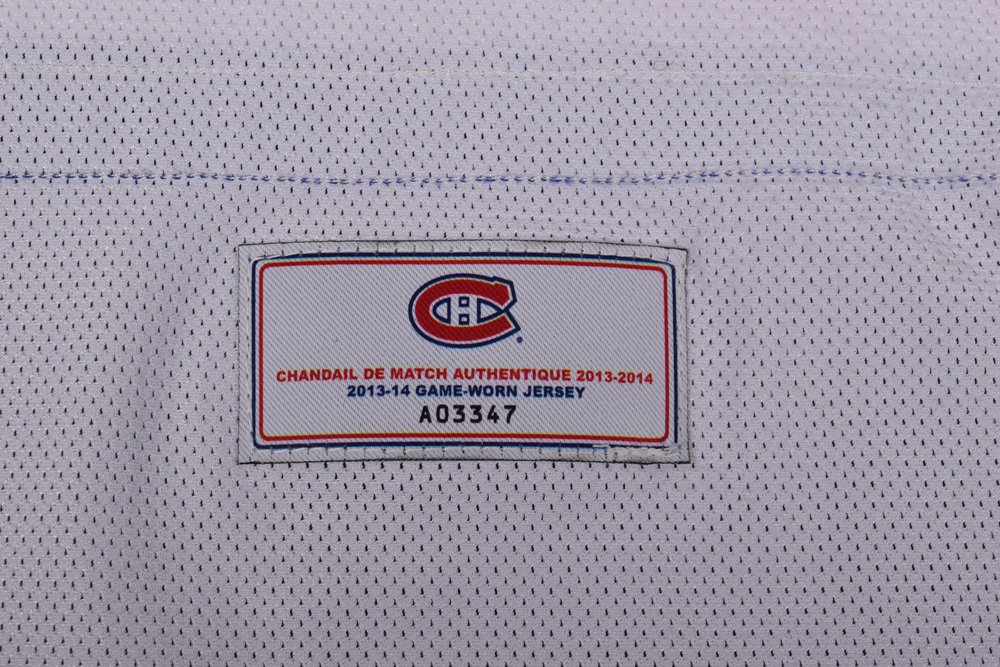 CHANDAIL DE MATCH AUTHENTIQUE 2013-2014
2013-14 GAME-WORN JERSEY
A03347